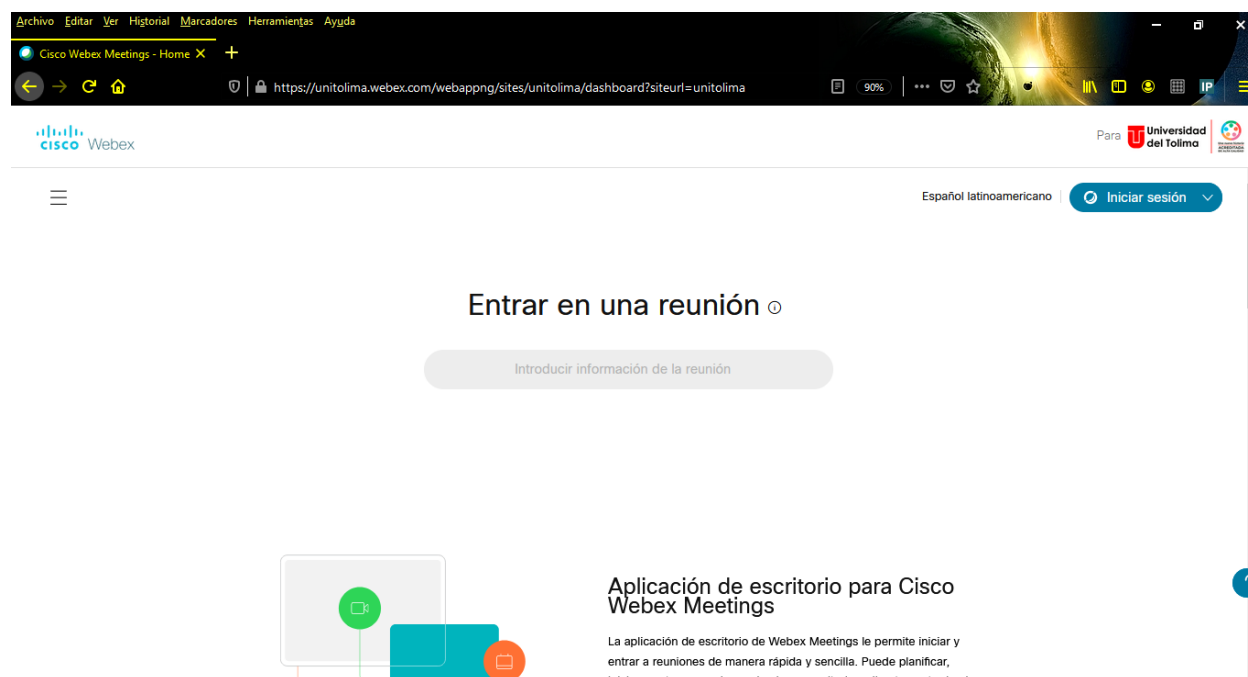 Archivo Editar Ver Historial Marcadores Herramientas Ayuda
Cisco Webex Meetings - Home
https://unitolima.webex.com/webappng/sites/unitolima/dashboard?siteurl=unitolima
90%
IP
CISCO Webex
Para Universidad del Tolima
Español latinoamericano
Iniciar sesión
Entrar en una reunión
Introducir información de la reunión
Aplicación de escritorio para Cisco
Webex Meetings
La aplicación de escritorio de Webex Meetings le permite iniciar y
entrar a reuniones de manera rápida y sencilla. Puede planificar,